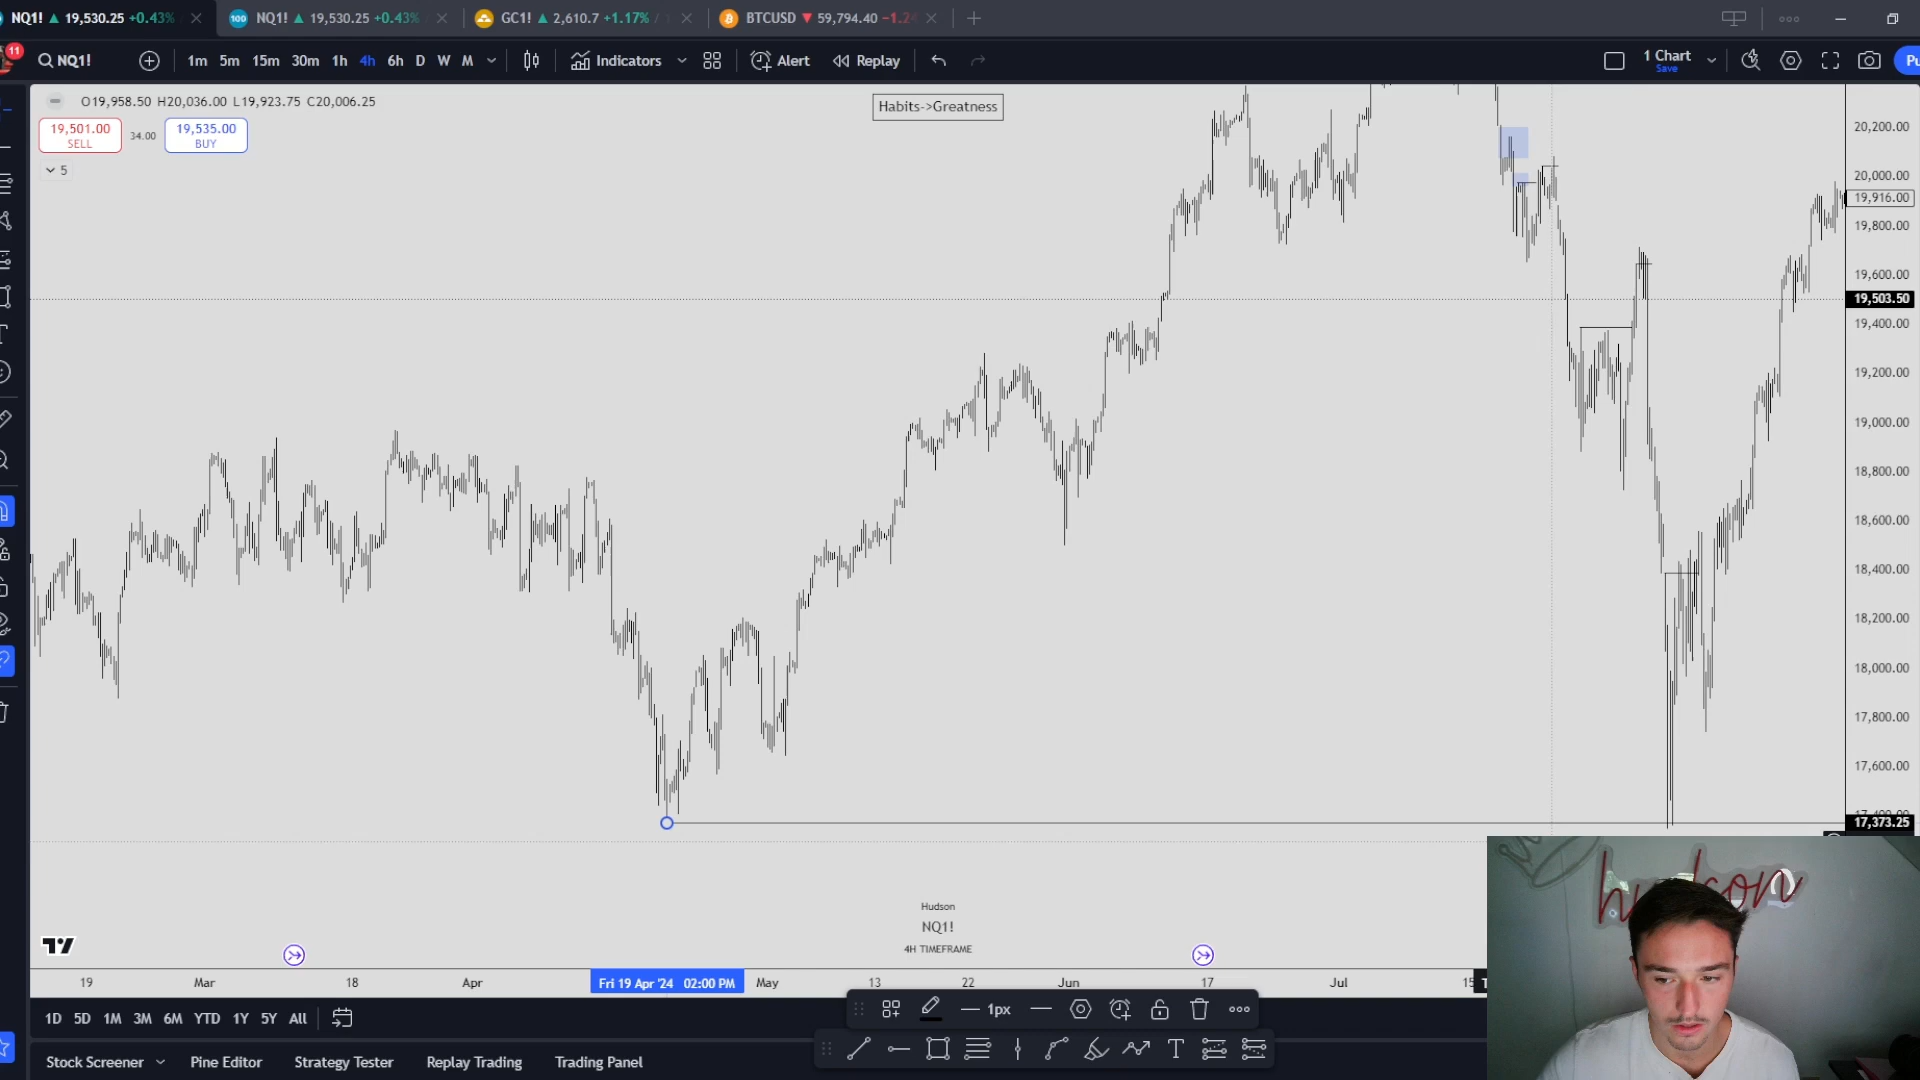 NQ1! ▲ 19,530.25 +0.43%
100 NQ1! ▲ 19,530.25 +0.43%
GC1! ▲ 2,610.7 +1.17%
BTCUSD ▼ 59,794.40
11
NQ1!
1m 5m 15m 30m 1h 4h 6h D W M
Indicators
Alert
Replay
1 Chart
Save
O19,958.50 H20,036.00 L19,923.75 C20,006.25
Habits->Greatness
19,501.00
SELL
34.00
19,535.00
BUY
5
20,200.00
20,000.00
19,916.00
19,800.00
19,600.00
19,503.50
19,400.00
19,200.00
19,000.00
18,800.00
18,600.00
18,400.00
18,200.00
18,000.00
17,800.00
17,600.00
17,373.25
Hudson
NQ1!
4H TIMEFRAME
hudson
19 Mar 18 Apr Fri 19 Apr '24 02:00 PM May 13 22 Jun 17 Jul 15
1px
1D 5D 1M 3M 6M YTD 1Y 5Y All
Stock Screener
Pine Editor
Strategy Tester
Replay Trading
Trading Panel